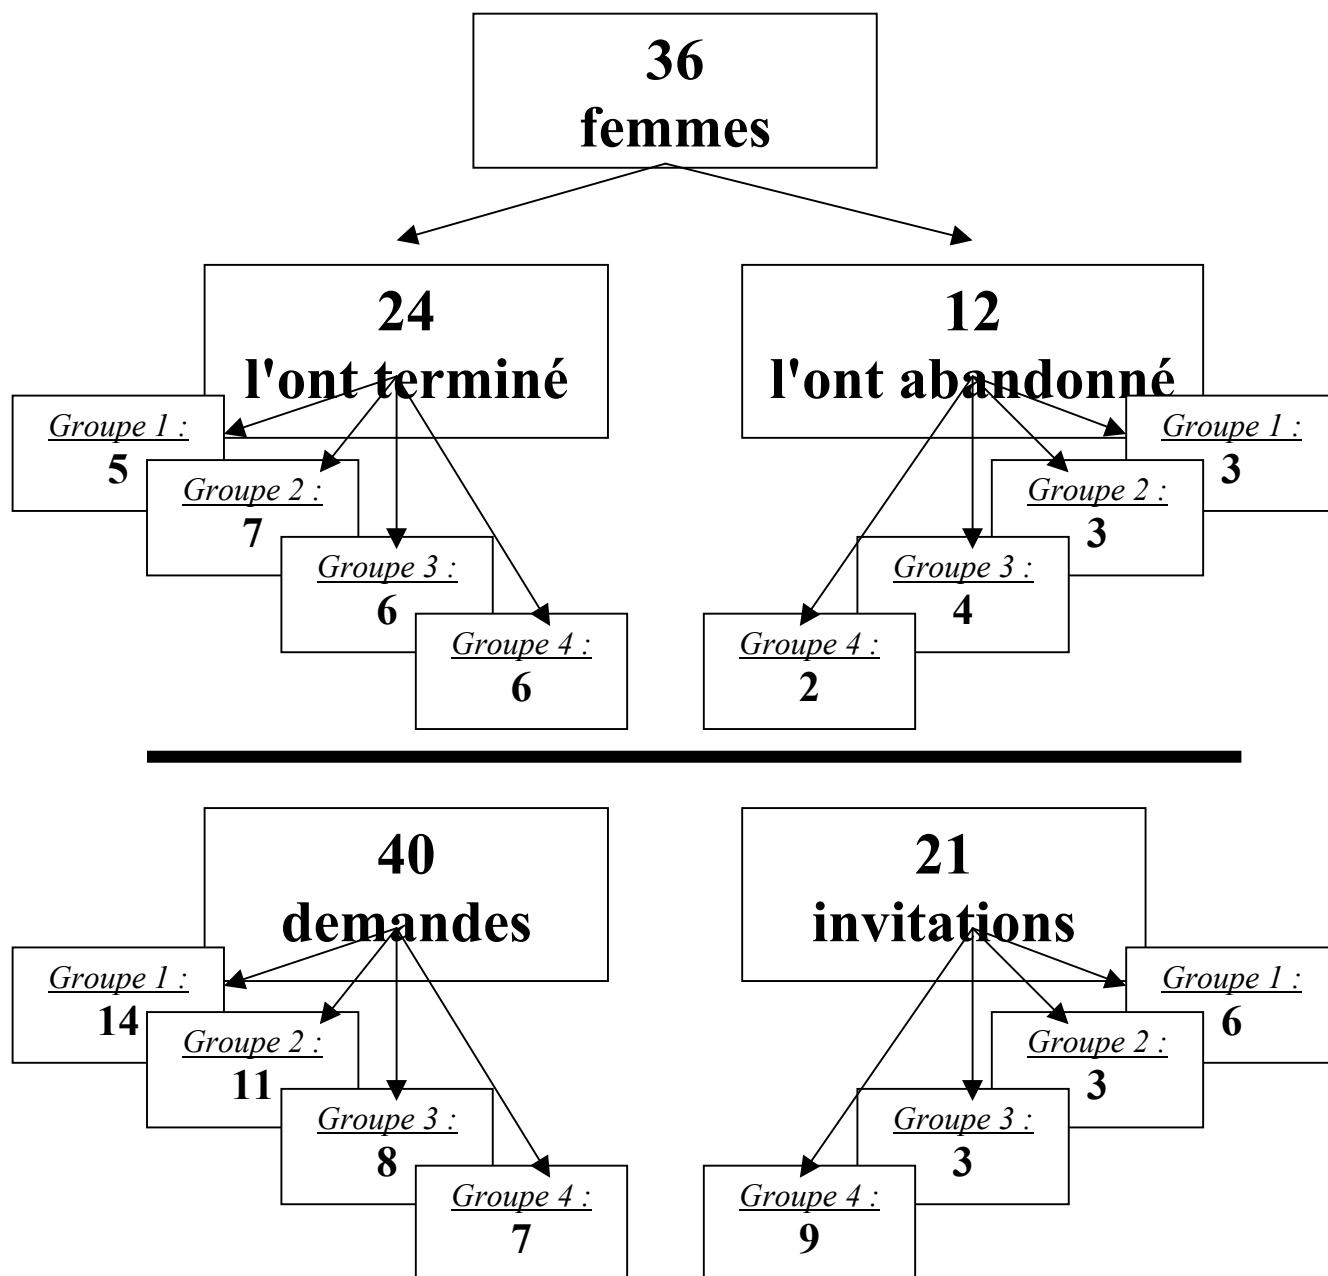 36
femmes
24
l'ont terminé
12
l'ont abandonné
Groupe 1 :
5
Groupe 2 :
7
Groupe 3 :
6
Groupe 4 :
6
Groupe 1 :
3
Groupe 2 :
3
Groupe 3 :
4
Groupe 4 :
2
40
demandes
21
invitations
Groupe 1 :
14
Groupe 2 :
11
Groupe 3 :
8
Groupe 4 :
7
Groupe 1 :
6
Groupe 2 :
3
Groupe 3 :
3
Groupe 4 :
9